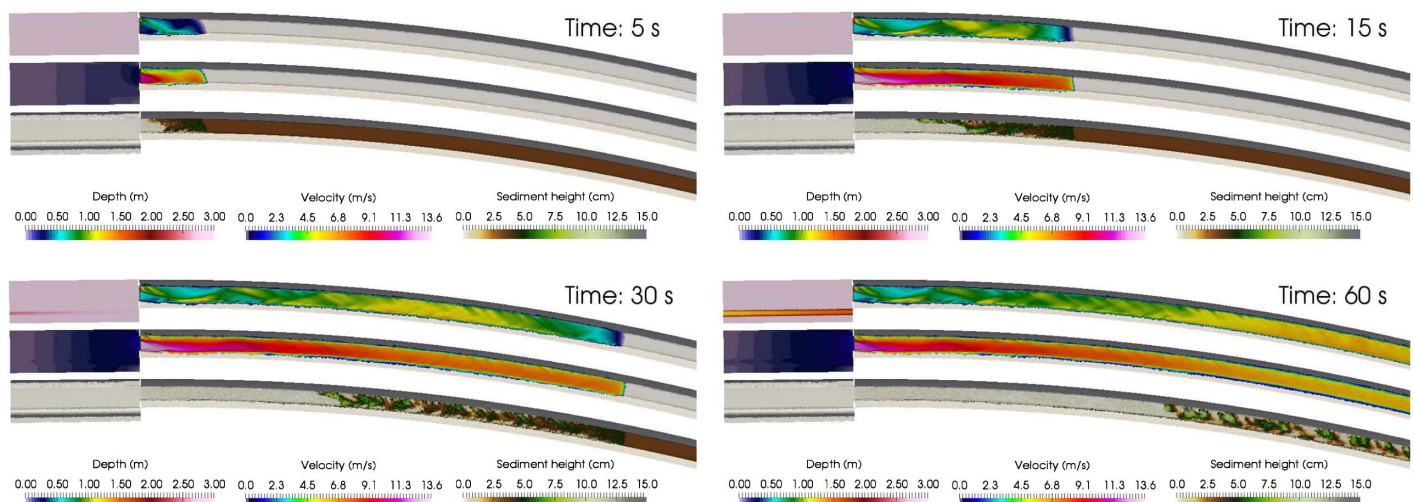 Time: 5 s
Depth (m) Velocity (m/s) Sediment height (cm)
0.00 0.50 1.00 2.00 2.50 3.00 0.0 2.3 4.5 6.8 9.1 11.3 13.6 0.0 2.5 5.0 7.5 10.0 12.5 15.0
Time: 15 s
Depth (m) Velocity (m/s) Sediment height (cm)
0.00 0.50 1.00 2.00 2.50 3.00 0.0 2.3 4.5 6.8 9.1 11.3 13.6 0.0 2.5 5.0 7.5 10.0 12.5 15.0
Time: 30 s
Depth (m) Velocity (m/s) Sediment height (cm)
0.00 0.50 1.00 2.00 2.50 3.00 0.0 2.3 4.5 6.8 9.1 11.3 13.6 0.0 2.5 5.0 7.5 10.0 12.5 15.0
Time: 60 s
Depth (m) Velocity (m/s) Sediment height (cm)
0.00 0.50 1.00 2.00 2.50 3.00 0.0 2.3 4.5 6.8 9.1 11.3 13.6 0.0 2.5 5.0 7.5 10.0 12.5 15.0